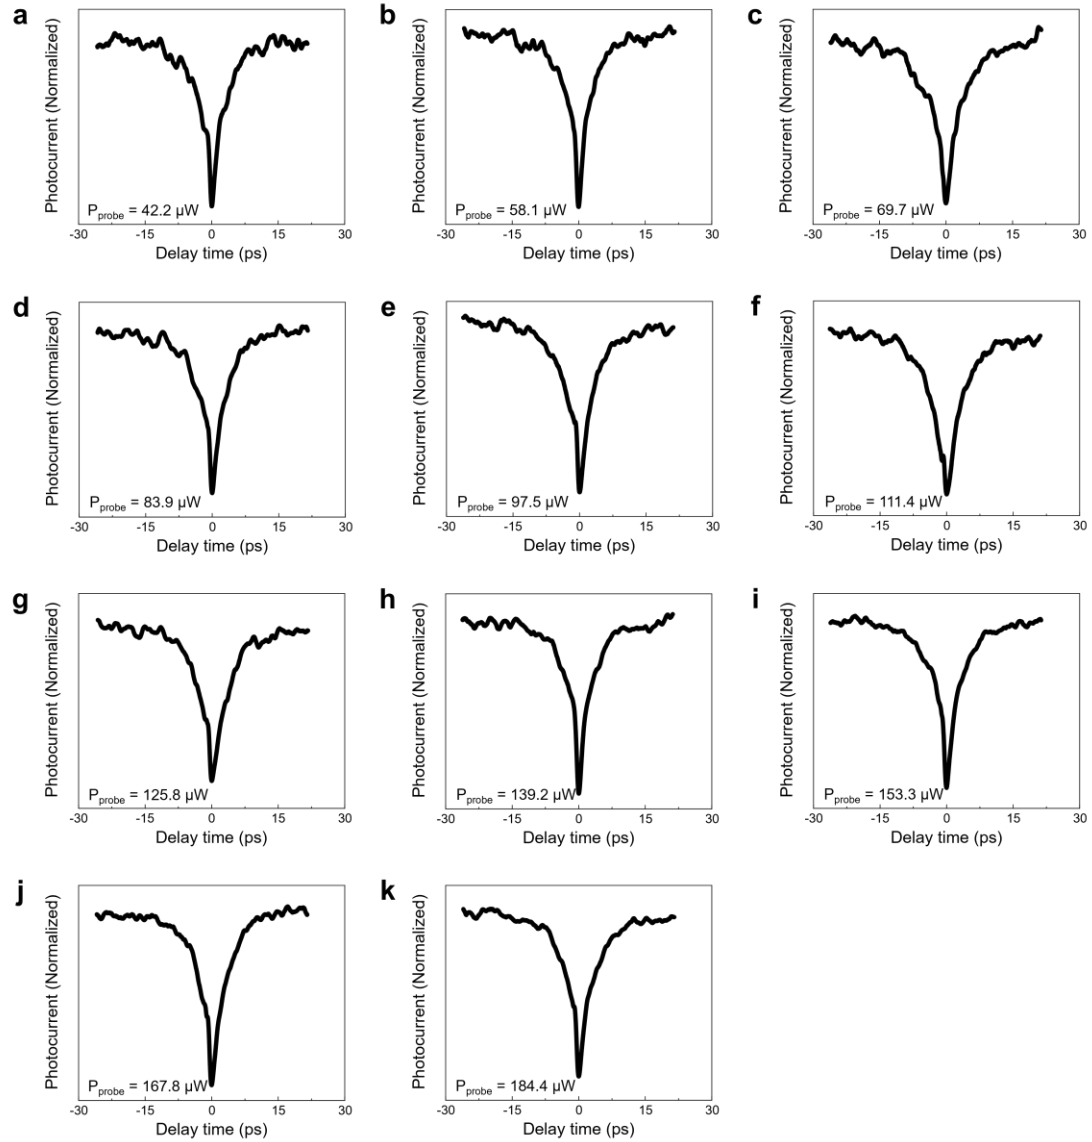 a
Photocurrent (Normalized)
P_probe = 42.2 µW
-30 -15 0 15 30
Delay time (ps)
b
Photocurrent (Normalized)
P_probe = 58.1 µW
-30 -15 0 15 30
Delay time (ps)
c
Photocurrent (Normalized)
P_probe = 69.7 µW
-30 -15 0 15 30
Delay time (ps)
d
Photocurrent (Normalized)
P_probe = 83.9 µW
-30 -15 0 15 30
Delay time (ps)
e
Photocurrent (Normalized)
P_probe = 97.5 µW
-30 -15 0 15 30
Delay time (ps)
f
Photocurrent (Normalized)
P_probe = 111.4 µW
-30 -15 0 15 30
Delay time (ps)
g
Photocurrent (Normalized)
P_probe = 125.8 µW
-30 -15 0 15 30
Delay time (ps)
h
Photocurrent (Normalized)
P_probe = 139.2 µW
-30 -15 0 15 30
Delay time (ps)
i
Photocurrent (Normalized)
P_probe = 153.3 µW
-30 -15 0 15 30
Delay time (ps)
j
Photocurrent (Normalized)
P_probe = 167.8 µW
-30 -15 0 15 30
Delay time (ps)
k
Photocurrent (Normalized)
P_probe = 184.4 µW
-30 -15 0 15 30
Delay time (ps)